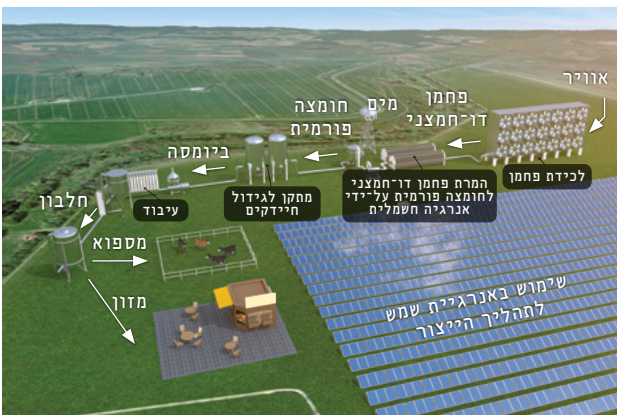 אוויר
לכידת פחמן
פחמן
דו־חמצני
המרת פחמן דו־חמצני
לחומצה פורמית על־ידי
אנרגיה חשמלית
מים
חומצה
פורמית
מתקן לגידול
חיידקים
ביומסה
עיבוד
חלבון
מספוא
מזון
שימוש באנרגיית שמש
לתהליך הייצור